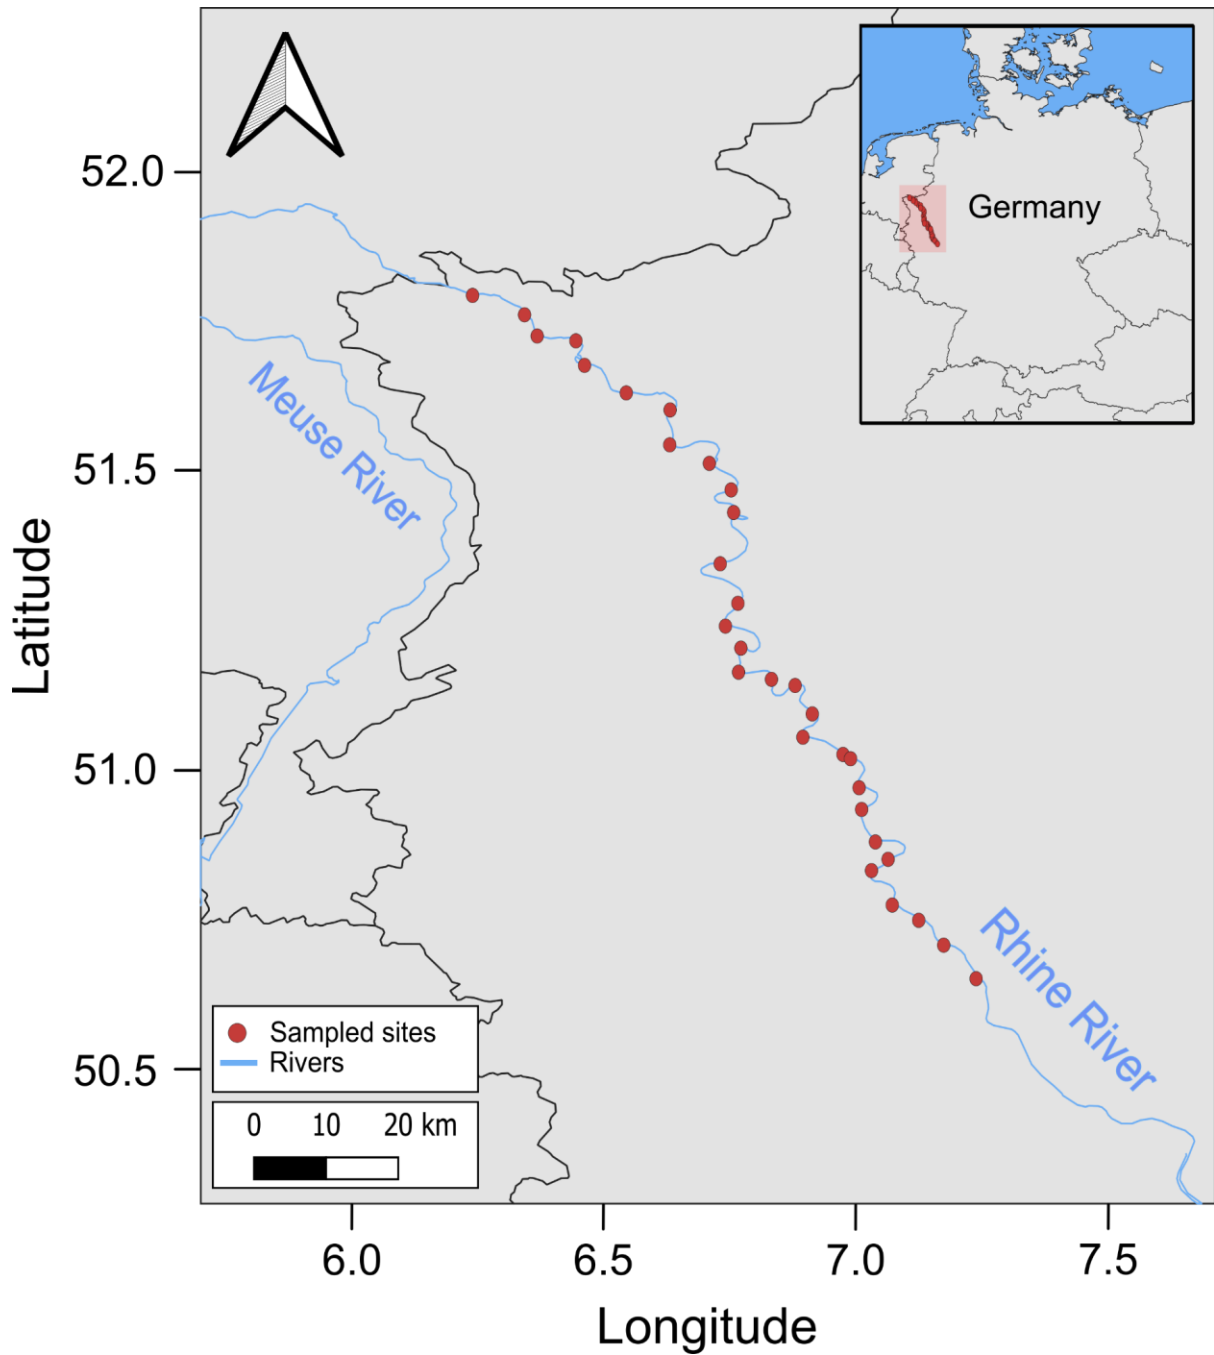 Germany
52.0
51.5
51.0
50.5
Latitude
Meuse River
Rhine River
Sampled sites
Rivers
0 10 20 km
6.0 6.5 7.0 7.5
Longitude